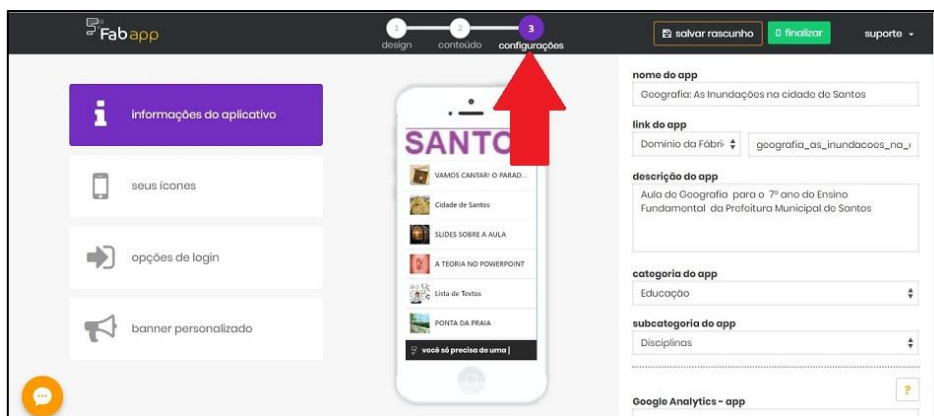 Fabapp
1 2 3
design conteúdo configurações
salvar rascunho
finalizar
suporte
informações do aplicativo
seus ícones
opções de login
banner personalizado
SANTO
VAMOS CANTAR! O PARAD...
Cidade de Santos
SLIDES SOBRE A AULA
A TEORIA NO POWERPOINT
Lista de Textos
PONTA DA PRAIA
você só precisa de uma |
nome do app
Geografia: As Inundações na cidade de Santos
link do app
Domínio da Fábri
geografia_as_inundacoes_na_
descrição do app
Aula de Geografia para o 7º ano do Ensino
Fundamental da Prefeitura Municipal de Santos
categoria do app
Educação
subcategoria do app
Disciplinas
?
Google Analytics - app